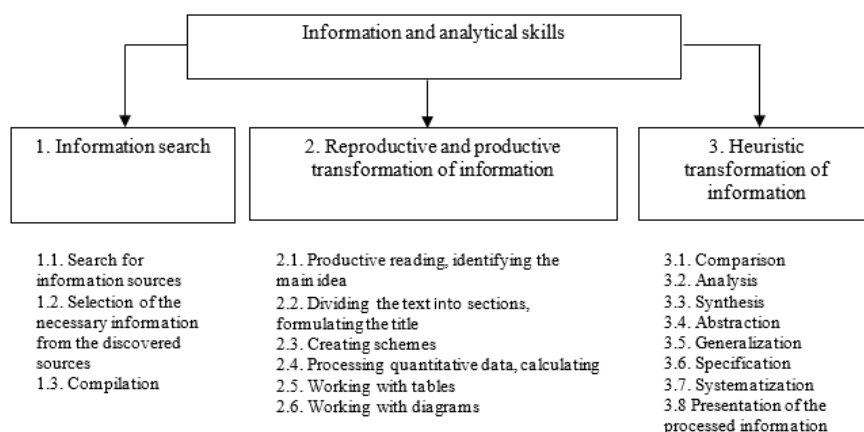 Information and analytical skills
1. Information search
2. Reproductive and productive
transformation of information
3. Heuristic
transformation of
information
1.1. Search for
information sources
1.2. Selection of the
necessary information
from the discovered
sources
1.3. Compilation
2.1. Productive reading, identifying the
main idea
2.2. Dividing the text into sections,
formulating the title
2.3. Creating schemes
2.4. Processing quantitative data, calculating
2.5. Working with tables
2.6. Working with diagrams
3.1. Comparison
3.2. Analysis
3.3. Synthesis
3.4. Abstraction
3.5. Generalization
3.6. Specification
3.7. Systematization
3.8 Presentation of the
processed information